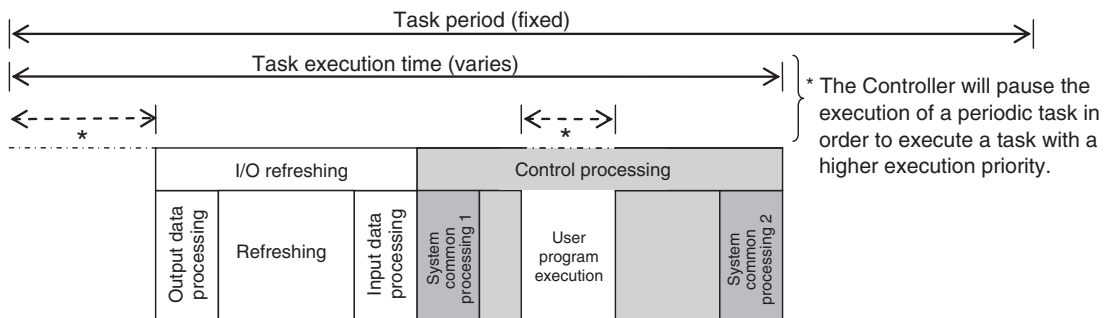 Task period (fixed)
Task execution time (varies)
*
*
* The Controller will pause the
execution of a periodic task in
order to execute a task with a
higher execution priority.
I/O refreshing
Control processing
Output data
processing
Refreshing
Input data
processing
System
common
processing 1
User
program
execution
System
common
processing 2